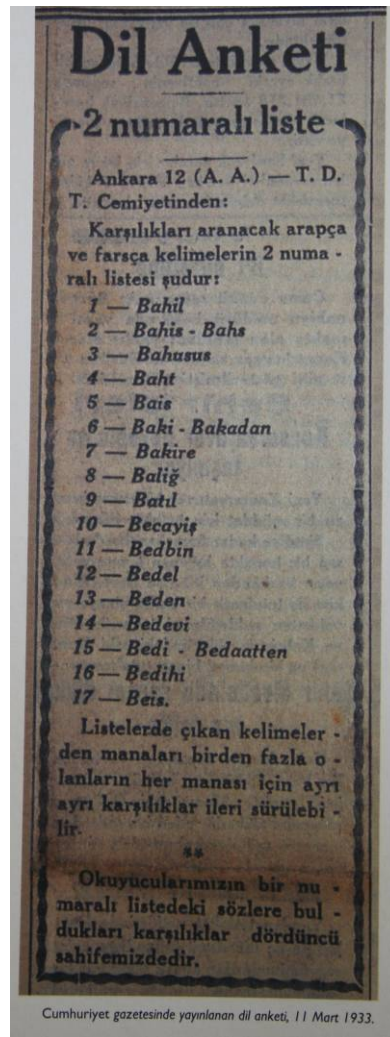 Dil Anketi
2 numaralı liste
Ankara 12 (A. A.) — T. D.
T. Cemiyetinden:
Karşılıkları aranacak arapça
ve farsça kelimelerin 2 numa -
ralı listesi şudur:
1 — Bahil
2 — Bahis - Bahs
3 — Bahusus
4 — Baht
5 — Bais
6 — Baki - Bakadan
7 — Bakire
8 — Baliğ
9 — Batıl
10 — Becayiş
11 — Bedbin
12 — Bedel
13 — Beden
14 — Bedevi
15 — Bedi - Bedaatten
16 — Bedihi
17 — Beis.
Listelerde çıkan kelimeler -
den manaları birden fazla o -
lanların her manası için ayrı
ayrı karşılıklar ileri sürülebi -
lir.
**
Okuyucularımızın bir nu -
maralı listedeki sözlere bul -
dukları karşılıklar dördüncü
sahifemizdedir.
Cumhuriyet gazetesinde yayınlanan dil anketi, 11 Mart 1933.